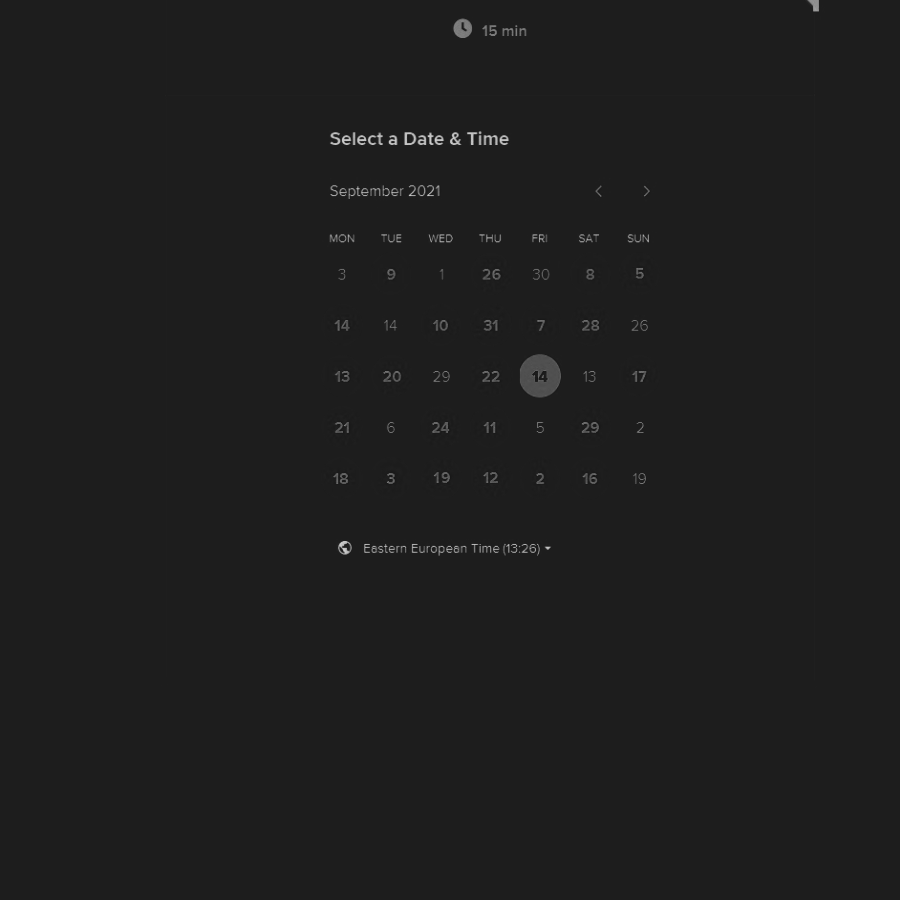 15 min
Select a Date & Time
September 2021
MON TUE WED THU FRI SAT SUN
3 9 1 26 30 8 5
14 14 10 31 7 28 26
13 20 29 22 14 13 17
21 6 24 11 5 29 2
18 3 19 12 2 16 19
Eastern European Time (13:26)